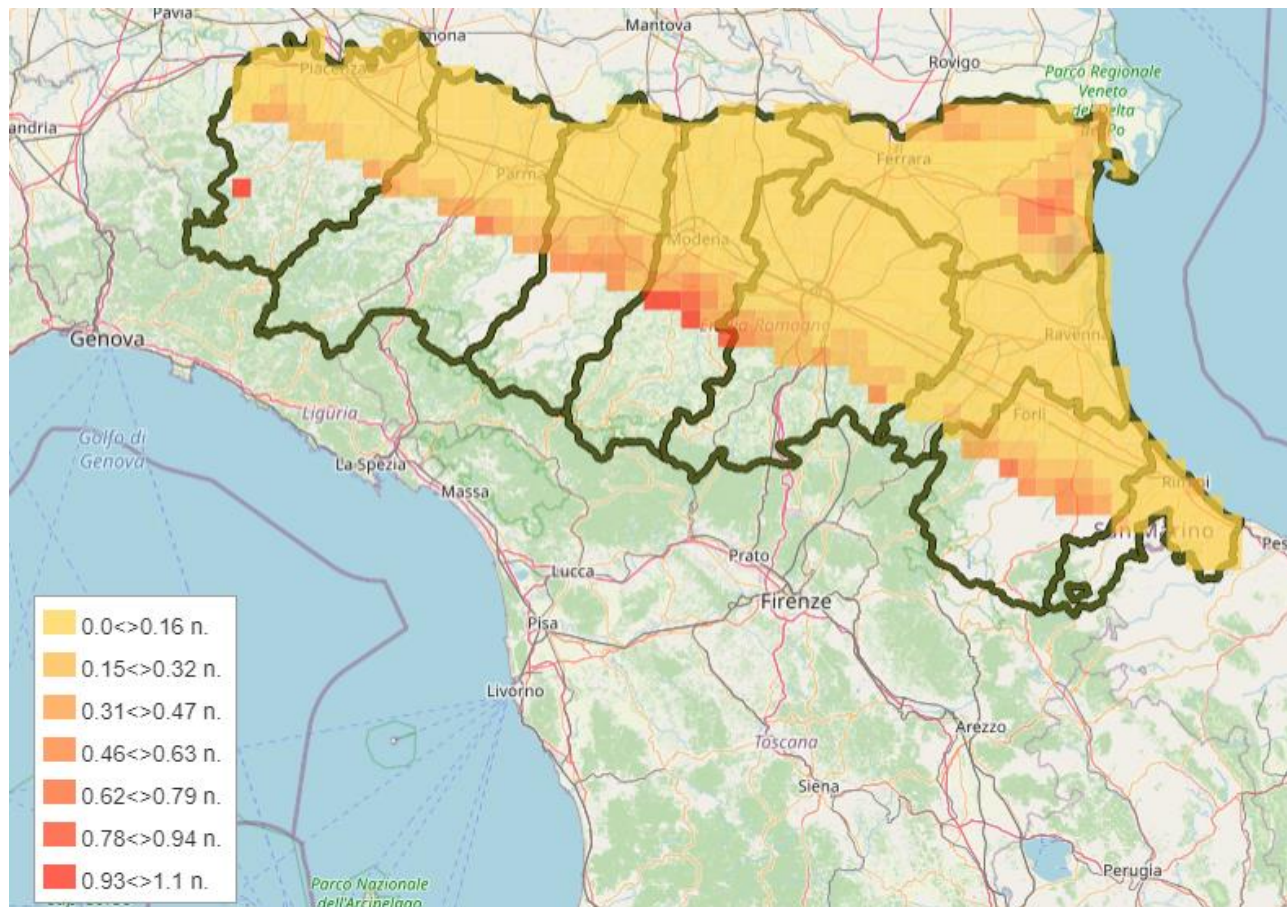 Pavia
Mantova
mona
Rovigo
Piacenza
Parco Regionale
Veneto
del Delta
del Po
andria
Ferrara
Parma
Modena
Emilia-Romagna
Ravenna
Genova
Liguria
Forlì
Golfo di
Genova
La Spezia
Rimini
Massa
San Marino
Pes
Prato
Lucca
Firenze
Pisa
Livorno
Arezzo
Toscana
Siena
Perugia
Parco Nazionale
dell'Arcipelago
0.0<>0.16 n.
0.15<>0.32 n.
0.31<>0.47 n.
0.46<>0.63 n.
0.62<>0.79 n.
0.78<>0.94 n.
0.93<>1.1 n.